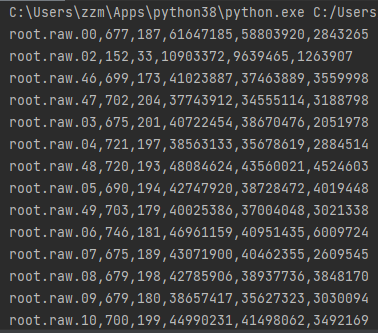 C:\Users\zzm\Apps\python38\python.exe C:/Users
root.raw.00,677,187,61647185,58803920,2843265
root.raw.02,152,33,10903372,9639465,1263907
root.raw.46,699,173,41023887,37463889,3559998
root.raw.47,702,204,37743912,34555114,3188798
root.raw.03,675,201,40722454,38670476,2051978
root.raw.04,721,197,38563133,35678619,2884514
root.raw.48,720,193,48084624,43560021,4524603
root.raw.05,690,194,42747920,38728472,4019448
root.raw.49,703,179,40025386,37004048,3021338
root.raw.06,746,181,46961159,40951435,6009724
root.raw.07,675,189,43071900,40462355,2609545
root.raw.08,679,198,42785906,38937736,3848170
root.raw.09,679,180,38657417,35627323,3030094
root.raw.10,700,199,44990231,41498062,3492169